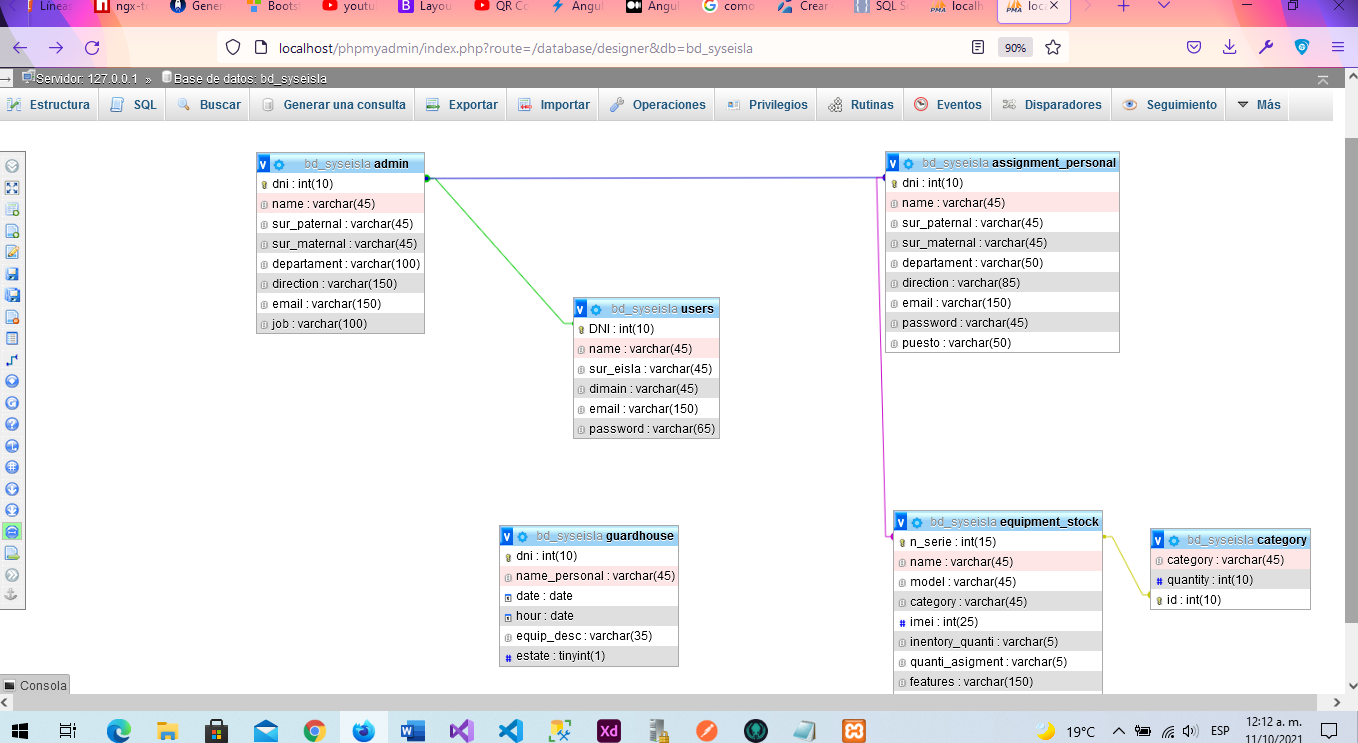 Líneas
ngx-t
Gener
Boots
youtu
Layou
QR Co
Angul
Angul
como
Crear
SQL S
localh
loca
localhost/phpmyadmin/index.php?route=/database/designer&db=bd_syseisla
90%
Servidor: 127.0.0.1 » Base de datos: bd_syseisla
Estructura
SQL
Buscar
Generar una consulta
Exportar
Importar
Operaciones
Privilegios
Rutinas
Eventos
Disparadores
Seguimiento
Más
bd_syseisla admin
dni : int(10)
name : varchar(45)
sur_paternal : varchar(45)
sur_maternal : varchar(45)
departament : varchar(100)
direction : varchar(150)
email : varchar(150)
job : varchar(100)
bd_syseisla assignment_personal
dni : int(10)
name : varchar(45)
sur_paternal : varchar(45)
sur_maternal : varchar(45)
departament : varchar(50)
direction : varchar(85)
email : varchar(150)
password : varchar(45)
puesto : varchar(50)
bd_syseisla users
DNI : int(10)
name : varchar(45)
sur_eisla : varchar(45)
dimain : varchar(45)
email : varchar(150)
password : varchar(65)
bd_syseisla guardhouse
dni : int(10)
name_personal : varchar(45)
date : date
hour : date
equip_desc : varchar(35)
estate : tinyint(1)
bd_syseisla equipment_stock
n_serie : int(15)
name : varchar(45)
model : varchar(45)
category : varchar(45)
imei : int(25)
inentory_quanti : varchar(5)
quanti_asigment : varchar(5)
features : varchar(150)
bd_syseisla category
category : varchar(45)
quantity : int(10)
id : int(10)
Consola
19°C
ESP
12:12 a. m.
11/10/2021